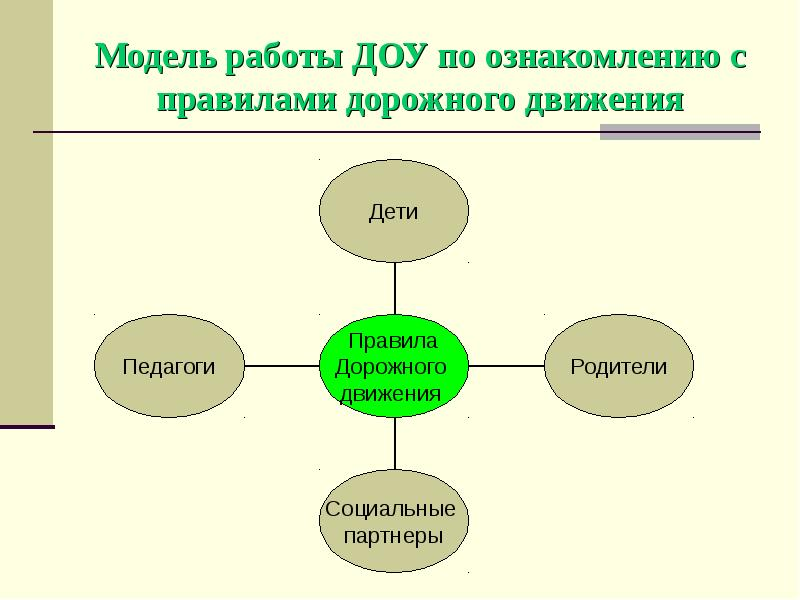 Модель работы ДОУ по ознакомлению с
правилами дорожного движения
Дети
Педагоги
Правила
Дорожного
движения
Родители
Социальные
партнеры